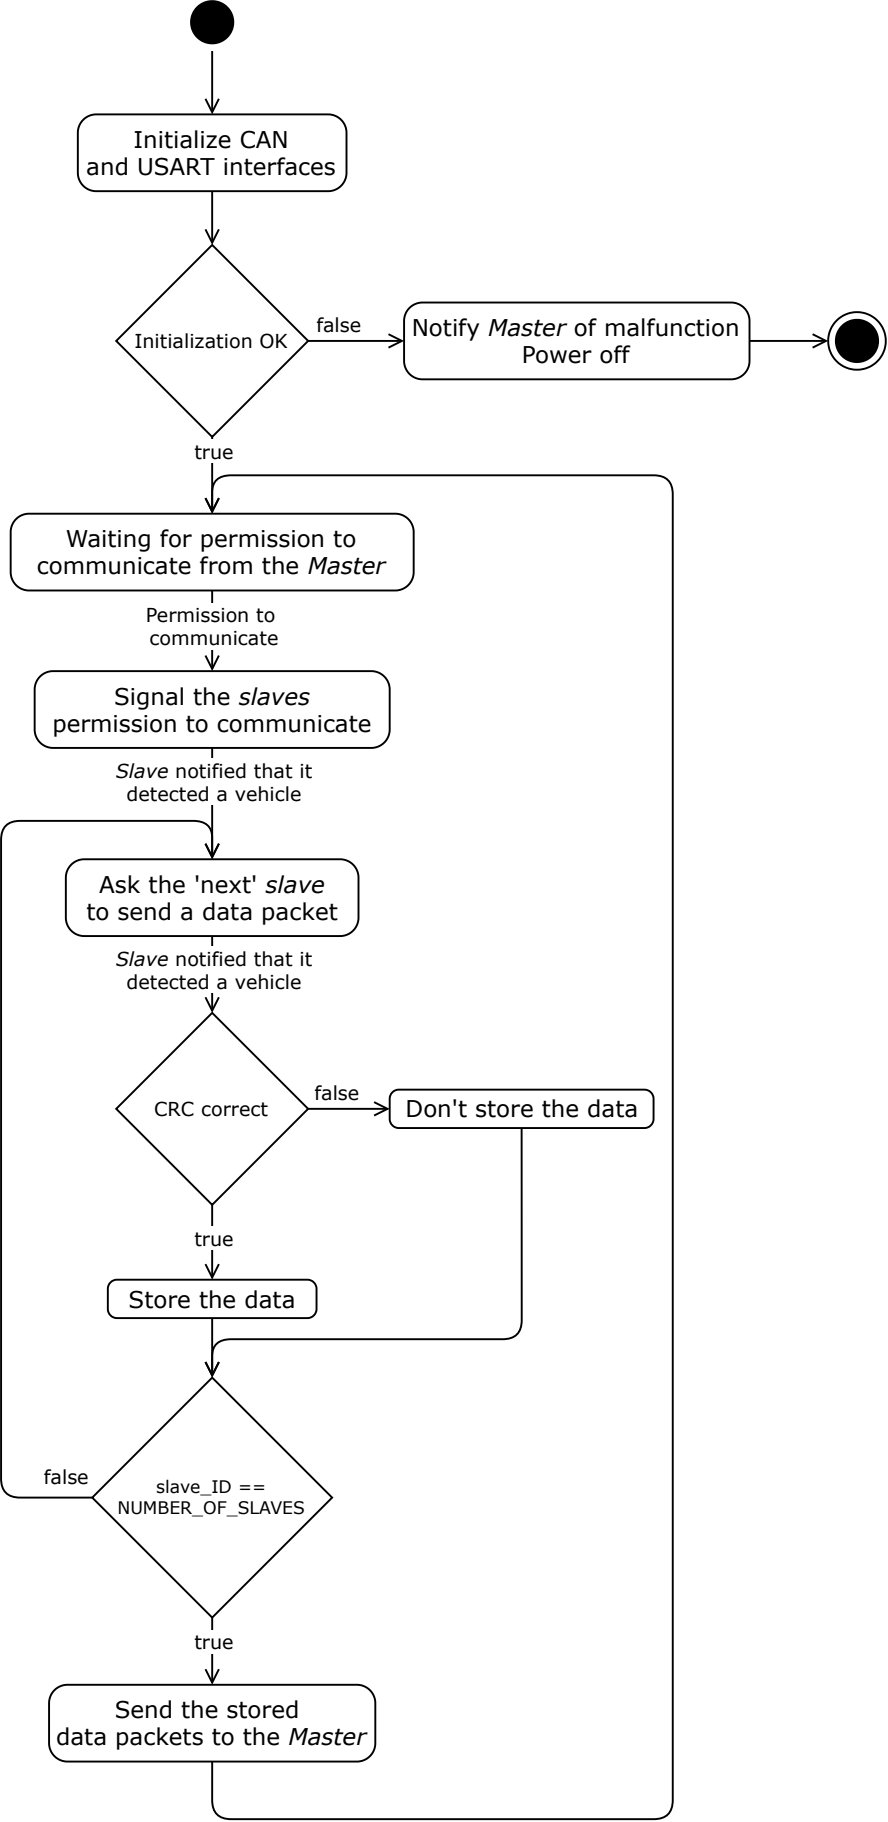 Initialize CAN
and USART interfaces
Initialization OK
false
Notify Master of malfunction
Power off
true
Waiting for permission to
communicate from the Master
Permission to
communicate
Signal the slaves
permission to communicate
Slave notified that it
detected a vehicle
Ask the 'next' slave
to send a data packet
Slave notified that it
detected a vehicle
CRC correct
false
Don't store the data
true
Store the data
false
slave_ID ==
NUMBER_OF_SLAVES
true
Send the stored
data packets to the Master